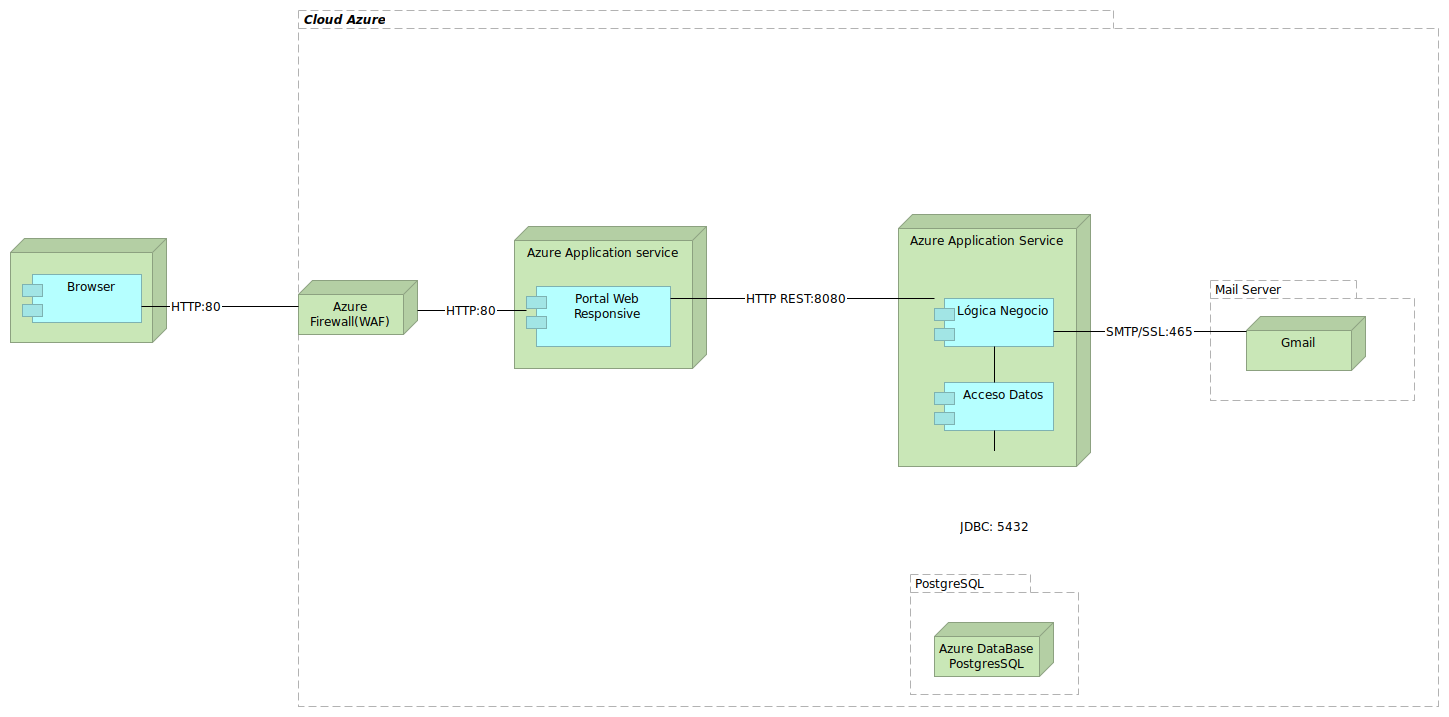 Cloud Azure
Browser
HTTP:80
Azure
Firewall(WAF)
HTTP:80
Azure Application service
Portal Web
Responsive
HTTP REST:8080
Azure Application Service
Lógica Negocio
Acceso Datos
SMTP/SSL:465
Mail Server
Gmail
JDBC: 5432
PostgreSQL
Azure DataBase
PostgresSQL